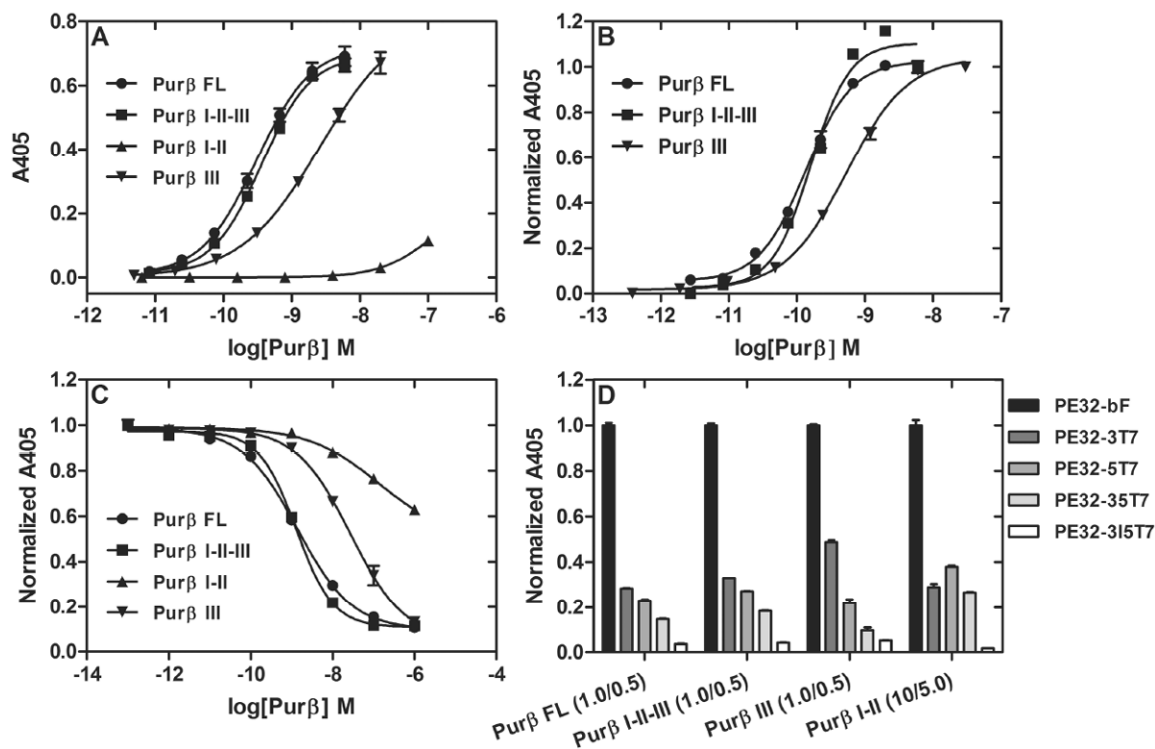 A
A405
0.8
0.6
0.4
0.2
0.0
Purβ FL
Purβ I-II-III
Purβ I-II
Purβ III
-12 -11 -10 -9 -8 -7 -6
log[Purβ] M
B
Normalized A405
1.2
1.0
0.8
0.6
0.4
0.2
0.0
Purβ FL
Purβ I-II-III
Purβ III
-13 -12 -11 -10 -9 -8 -7
log[Purβ] M
C
Normalized A405
1.2
1.0
0.8
0.6
0.4
0.2
0.0
Purβ FL
Purβ I-II-III
Purβ I-II
Purβ III
-14 -12 -10 -8 -6 -4
log[Purβ] M
D
Normalized A405
1.2
1.0
0.8
0.6
0.4
0.2
0.0
Purβ FL (1.0/0.5)
Purβ I-II-III (1.0/0.5)
Purβ III (1.0/0.5)
Purβ I-II (10/5.0)
PE32-bF
PE32-3T7
PE32-5T7
PE32-35T7
PE32-3I5T7